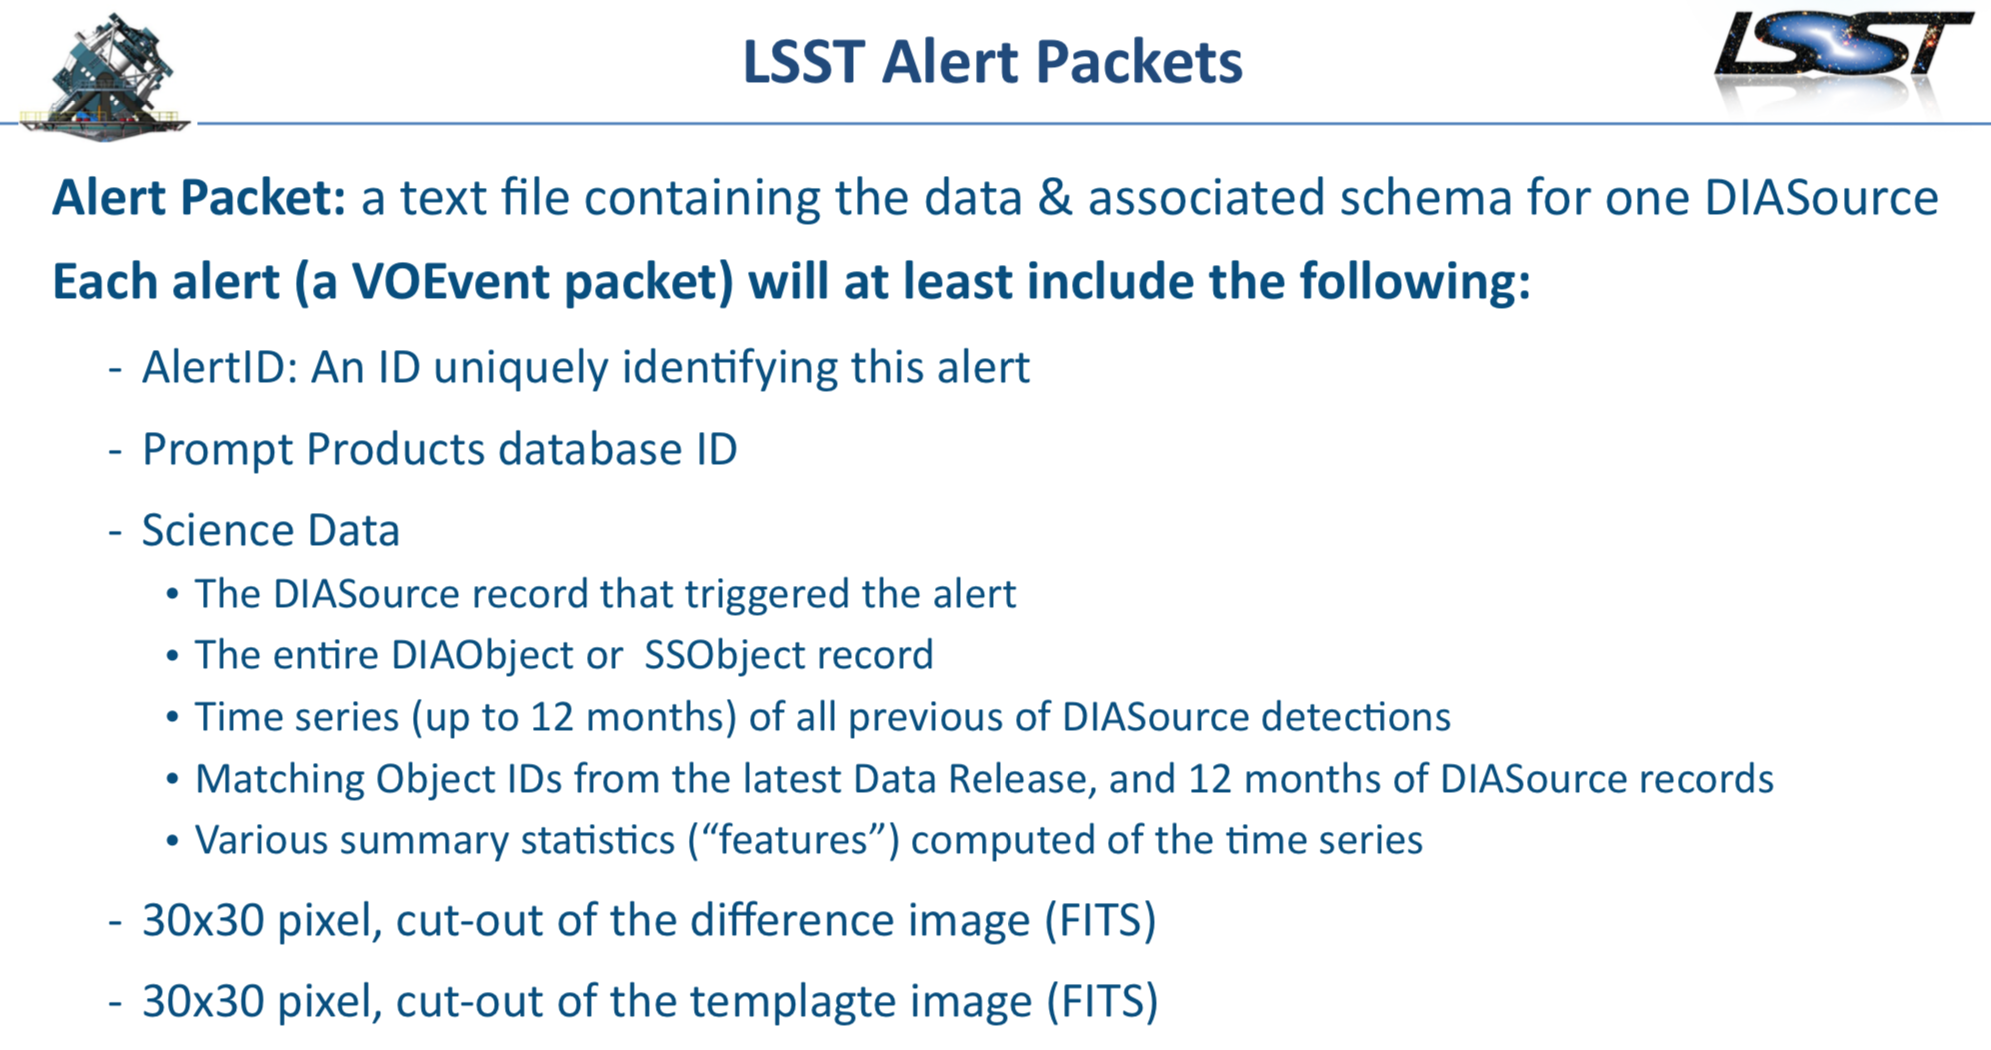 LSST Alert Packets
LSST
Alert Packet: a text file containing the data & associated schema for one DIASource
Each alert (a VOEvent packet) will at least include the following:
- AlertID: An ID uniquely identifying this alert
- Prompt Products database ID
- Science Data
• The DIASource record that triggered the alert
• The entire DIAObject or  SSObject record
• Time series (up to 12 months) of all previous of DIASource detections
• Matching Object IDs from the latest Data Release, and 12 months of DIASource records
• Various summary statistics (“features”) computed of the time series
- 30x30 pixel, cut-out of the difference image (FITS)
- 30x30 pixel, cut-out of the templagte image (FITS)